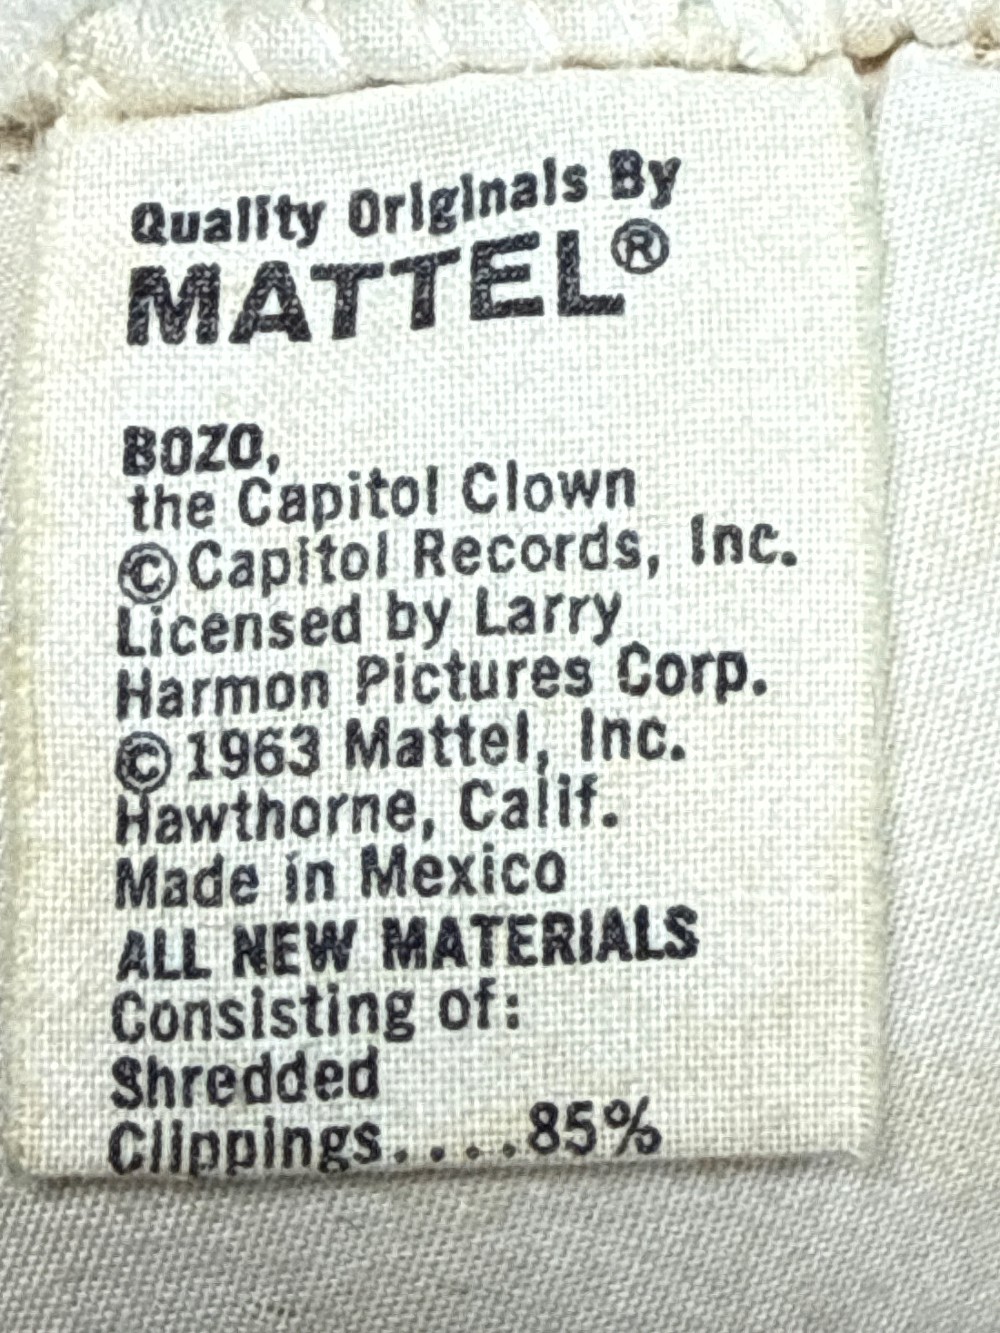 Quality Originals By
MATTEL®
BOZO,
the Capitol Clown
© Capitol Records, Inc.
Licensed by Larry
Harmon Pictures Corp.
© 1963 Mattel, Inc.
Hawthorne, Calif.
Made in Mexico
ALL NEW MATERIALS
Consisting of:
Shredded
Clippings....85%